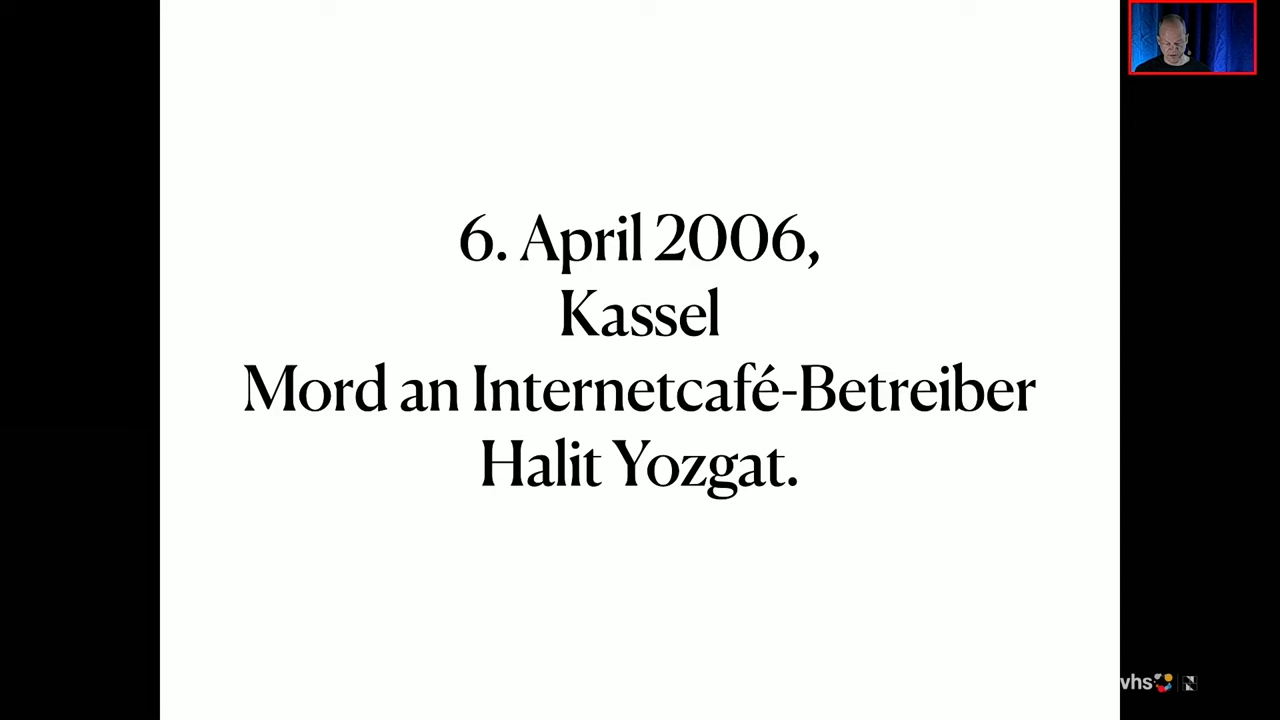 6. April 2006,
Kassel
Mord an Internetcafé-Betreiber
Halit Yozgat.
vhs